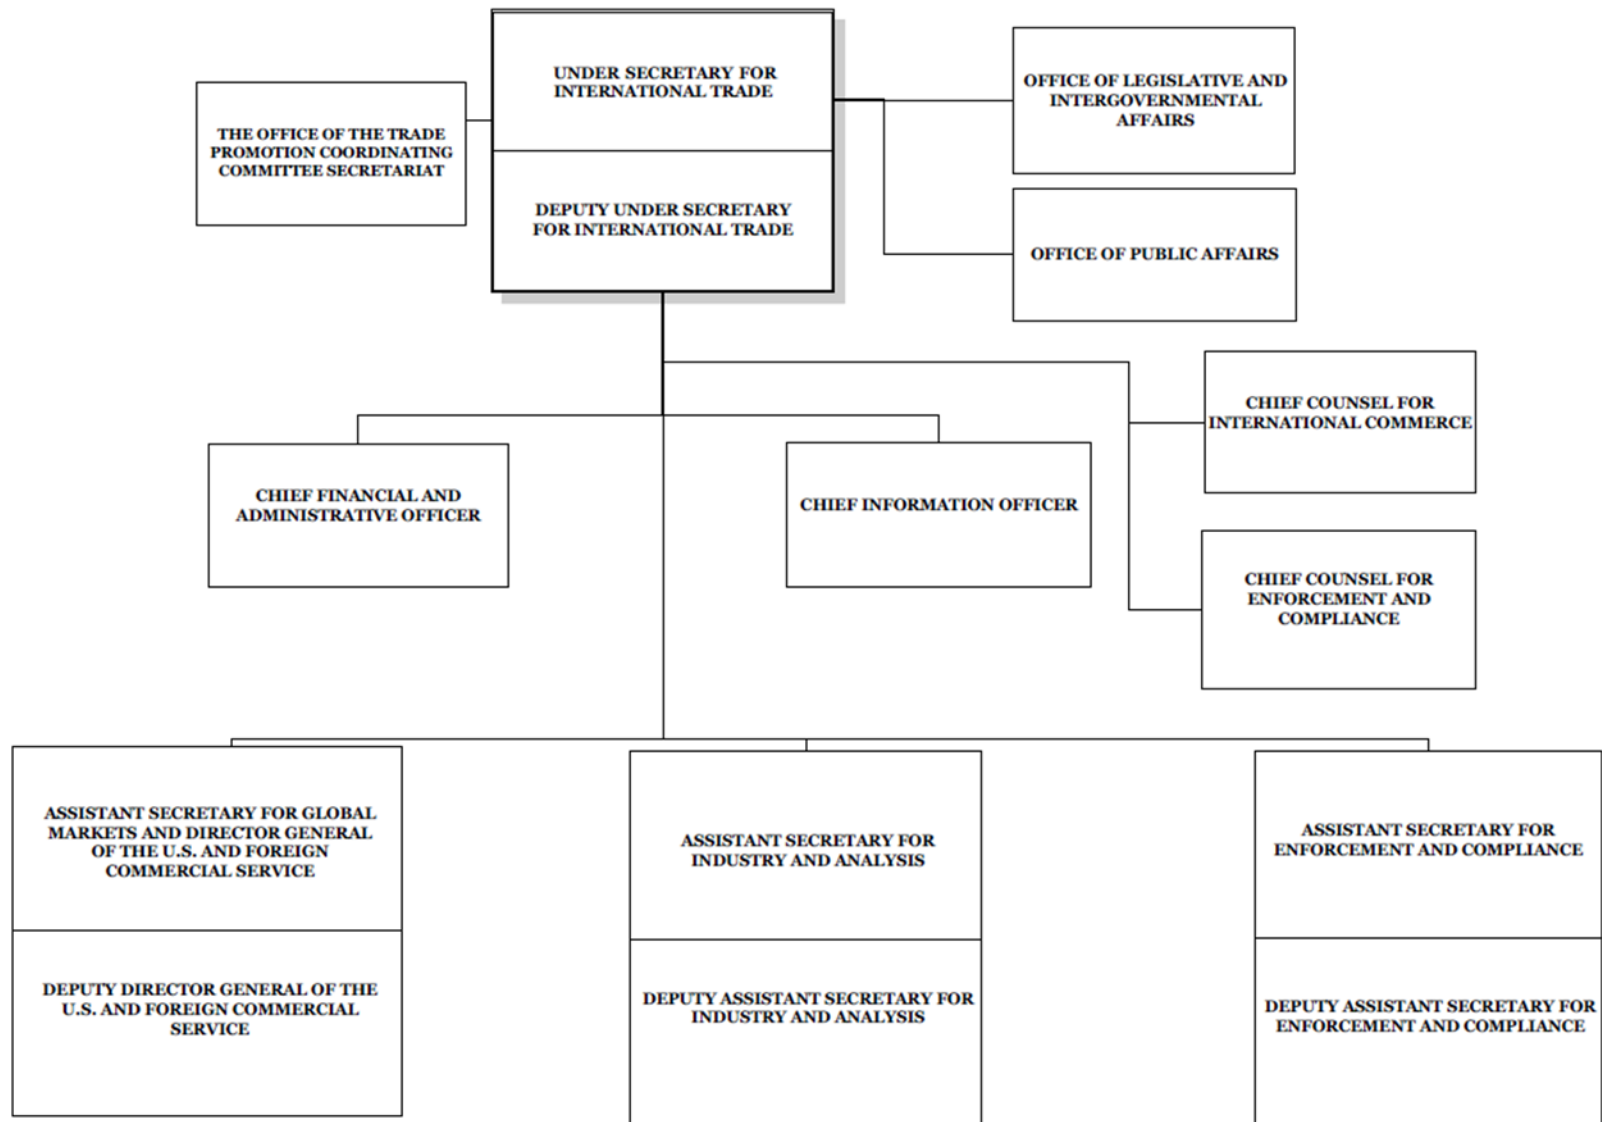 UNDER SECRETARY FOR
INTERNATIONAL TRADE
DEPUTY UNDER SECRETARY
FOR INTERNATIONAL TRADE
THE OFFICE OF THE TRADE
PROMOTION COORDINATING
COMMITTEE SECRETARIAT
OFFICE OF LEGISLATIVE AND
INTERGOVERNMENTAL
AFFAIRS
OFFICE OF PUBLIC AFFAIRS
CHIEF COUNSEL FOR
INTERNATIONAL COMMERCE
CHIEF FINANCIAL AND
ADMINISTRATIVE OFFICER
CHIEF INFORMATION OFFICER
CHIEF COUNSEL FOR
ENFORCEMENT AND
COMPLIANCE
ASSISTANT SECRETARY FOR GLOBAL
MARKETS AND DIRECTOR GENERAL
OF THE U.S. AND FOREIGN
COMMERCIAL SERVICE
DEPUTY DIRECTOR GENERAL OF THE
U.S. AND FOREIGN COMMERCIAL
SERVICE
ASSISTANT SECRETARY FOR
INDUSTRY AND ANALYSIS
DEPUTY ASSISTANT SECRETARY FOR
INDUSTRY AND ANALYSIS
ASSISTANT SECRETARY FOR
ENFORCEMENT AND COMPLIANCE
DEPUTY ASSISTANT SECRETARY FOR
ENFORCEMENT AND COMPLIANCE